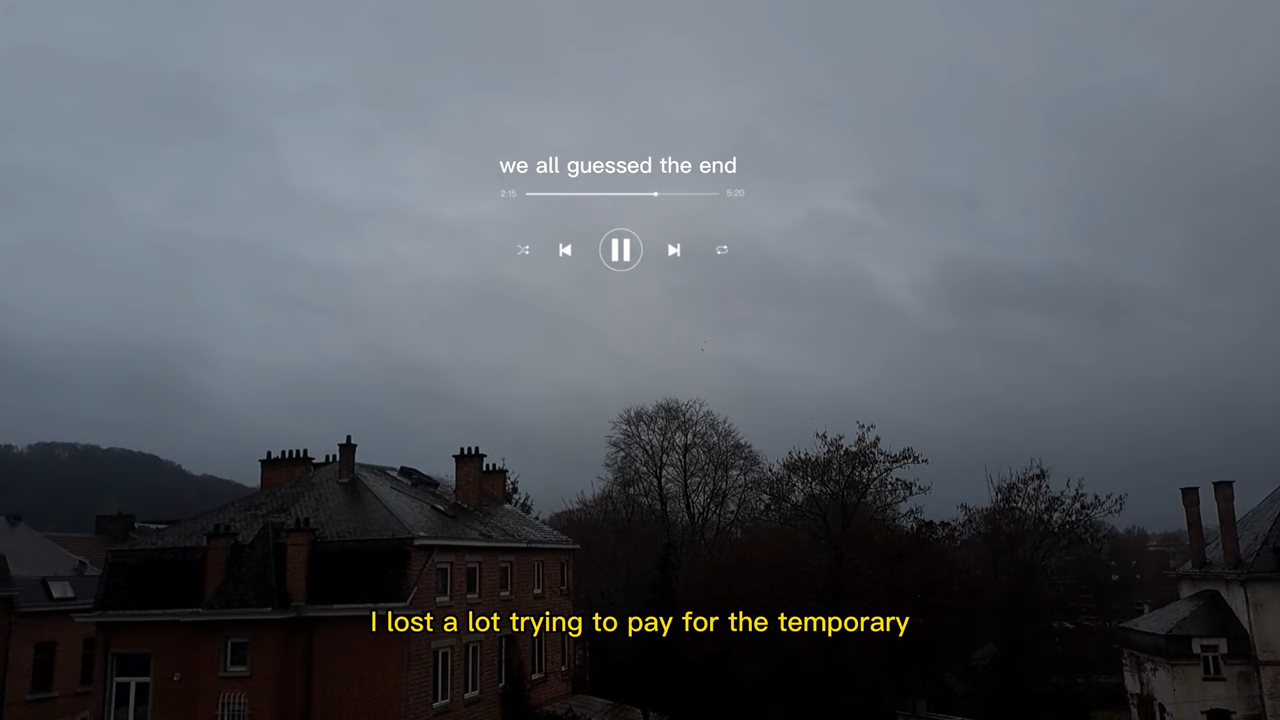 we all guessed the end
2:15 5:20
I lost a lot trying to pay for the temporary